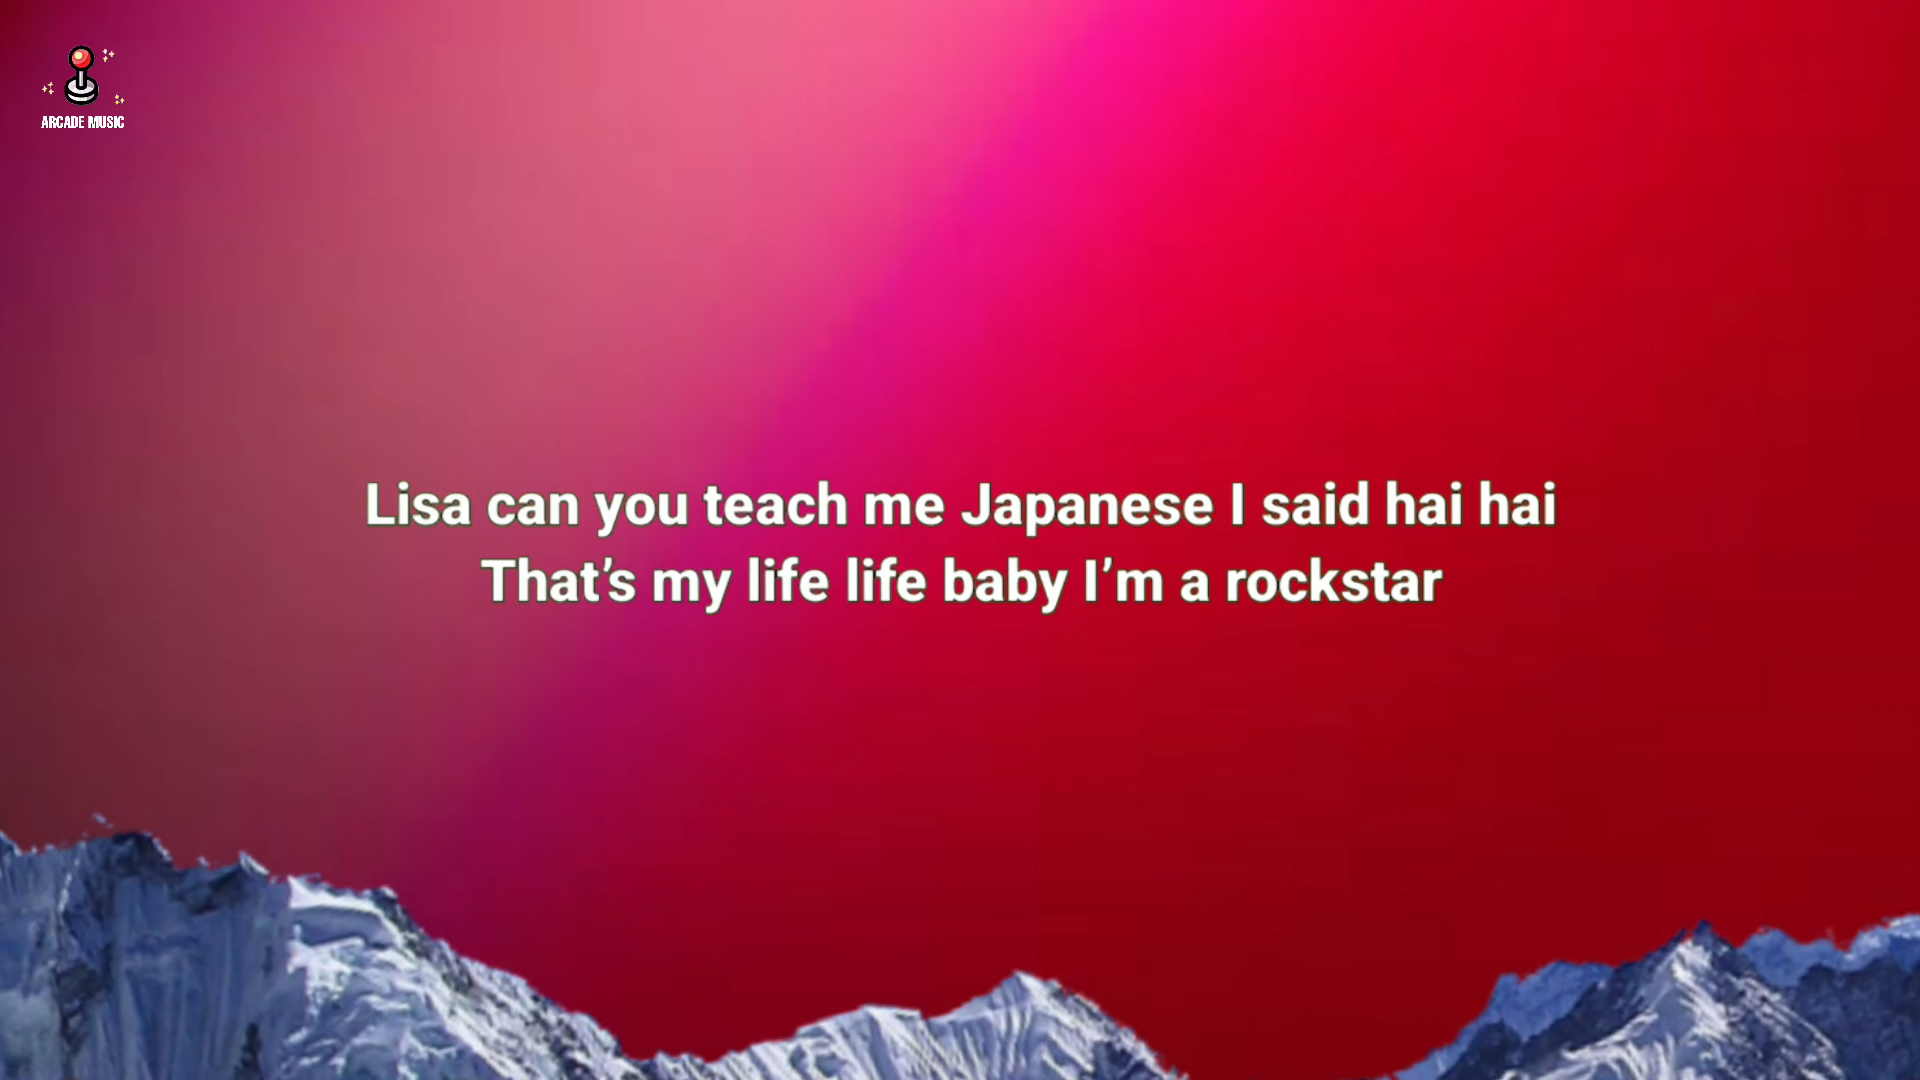 ARCADE MUSIC
Lisa can you teach me Japanese I said hai hai
That’s my life life baby I’m a rockstar